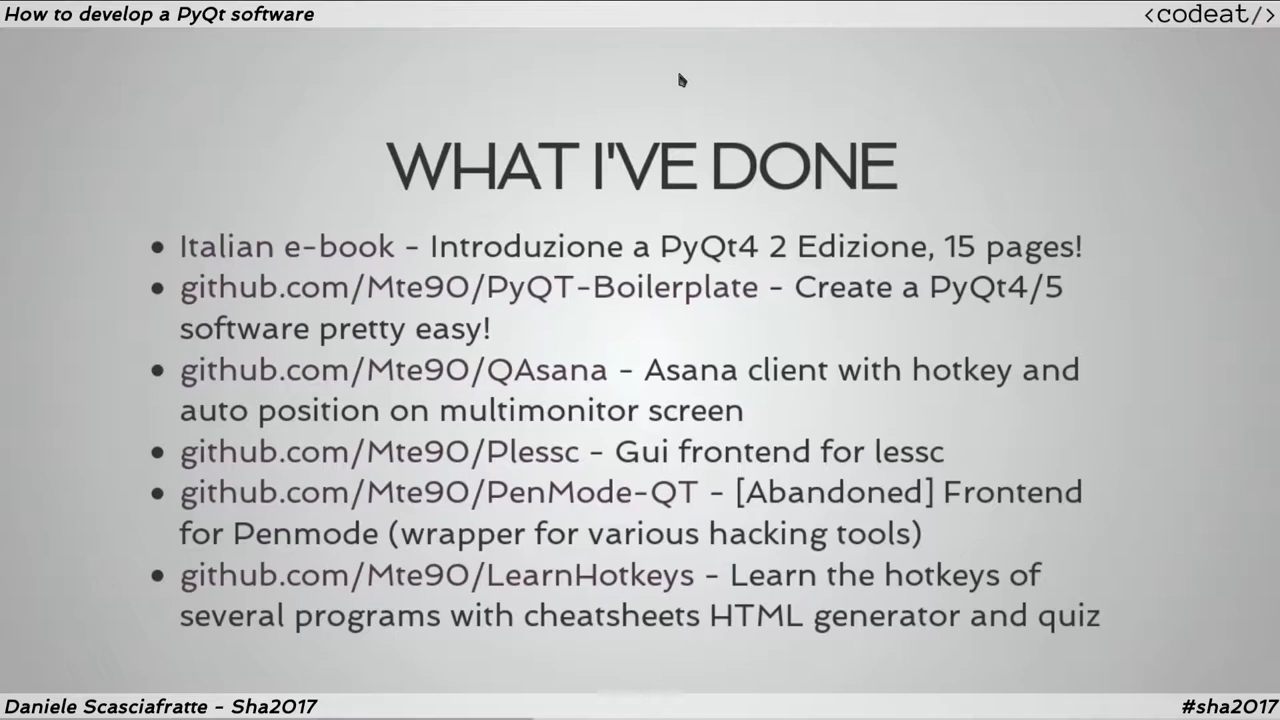 How to develop a PyQt software
<codeat/>
WHAT I'VE DONE
• Italian e-book - Introduzione a PyQt4 2 Edizione, 15 pages!
• github.com/Mte90/PyQT-Boilerplate - Create a PyQt4/5
software pretty easy!
• github.com/Mte90/QAsana - Asana client with hotkey and
auto position on multimonitor screen
• github.com/Mte90/Plessc - Gui frontend for lessc
• github.com/Mte90/PenMode-QT - [Abandoned] Frontend
for Penmode (wrapper for various hacking tools)
• github.com/Mte90/LearnHotkeys - Learn the hotkeys of
several programs with cheatsheets HTML generator and quiz
Daniele Scasciafratte - Sha2017
#sha2017